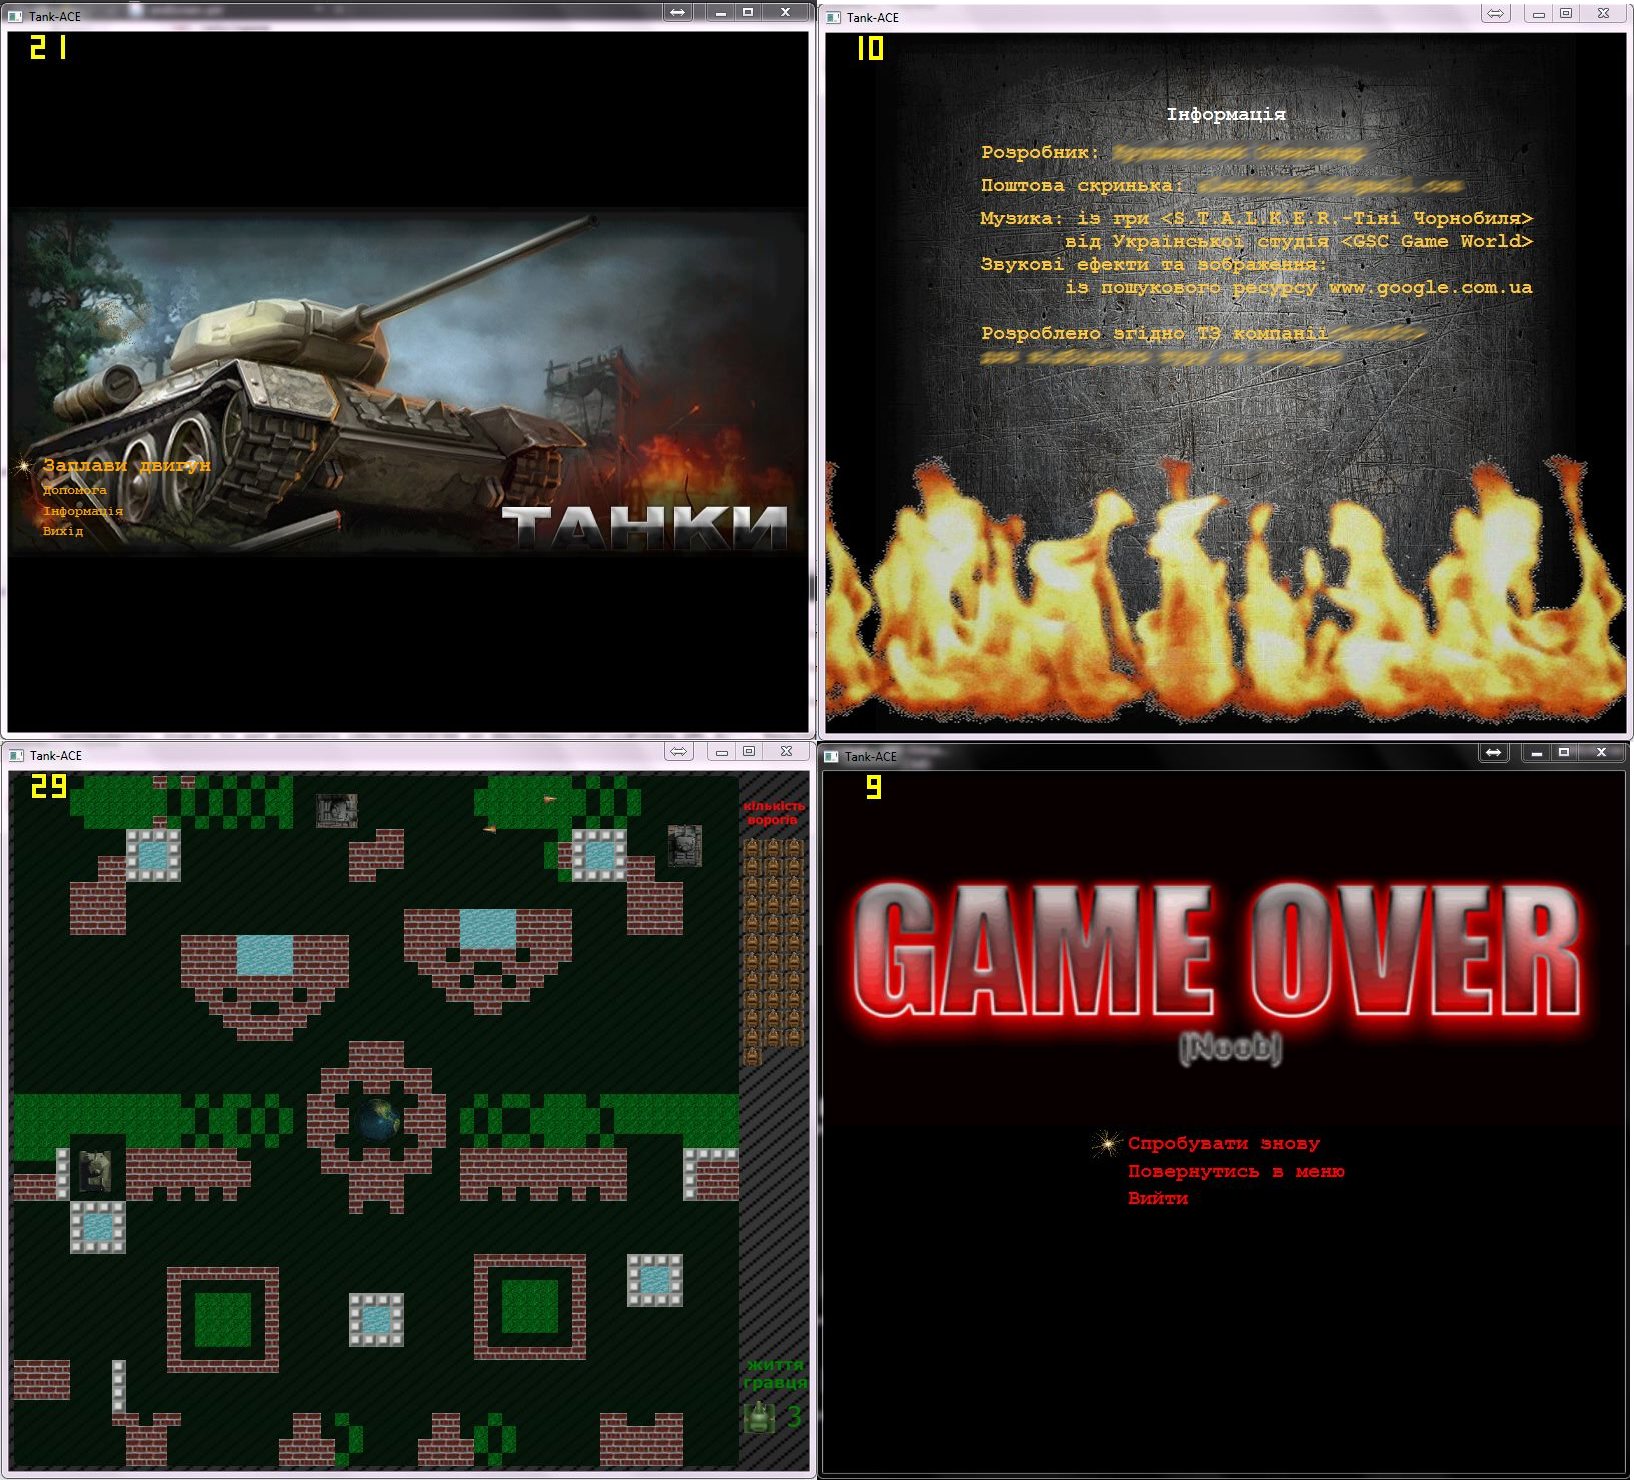 Tank-ACE
21
Заплави двигун
Допомога
Інформація
Вихід
ТАНКИ
Tank-ACE
10
Інформація
Розробник:
Поштова скринька:
Музика: із гри <S.T.A.L.K.E.R.-Тіні Чорнобиля>
від Української студія <GSC Game World>
Звукові ефекти та зображення:
із пошукового ресурсу www.google.com.ua
Розроблено згідно ТЗ компанії
Tank-ACE
29
кількість
ворогів
життя
гравця
3
Tank-ACE
9
GAME OVER
(Noob)
Спробувати знову
Повернутись в меню
Вийти